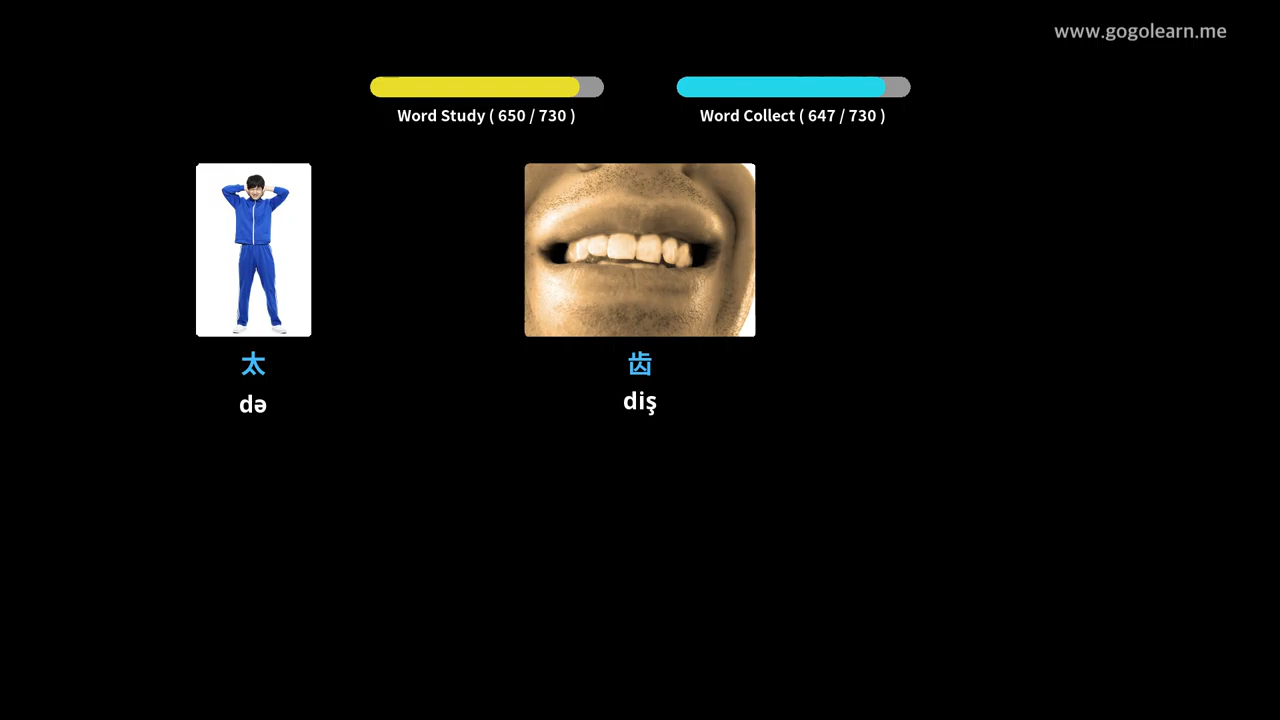 www.gogolearn.me
Word Study ( 650 / 730 )
Word Collect ( 647 / 730 )
太
də
齿
diş